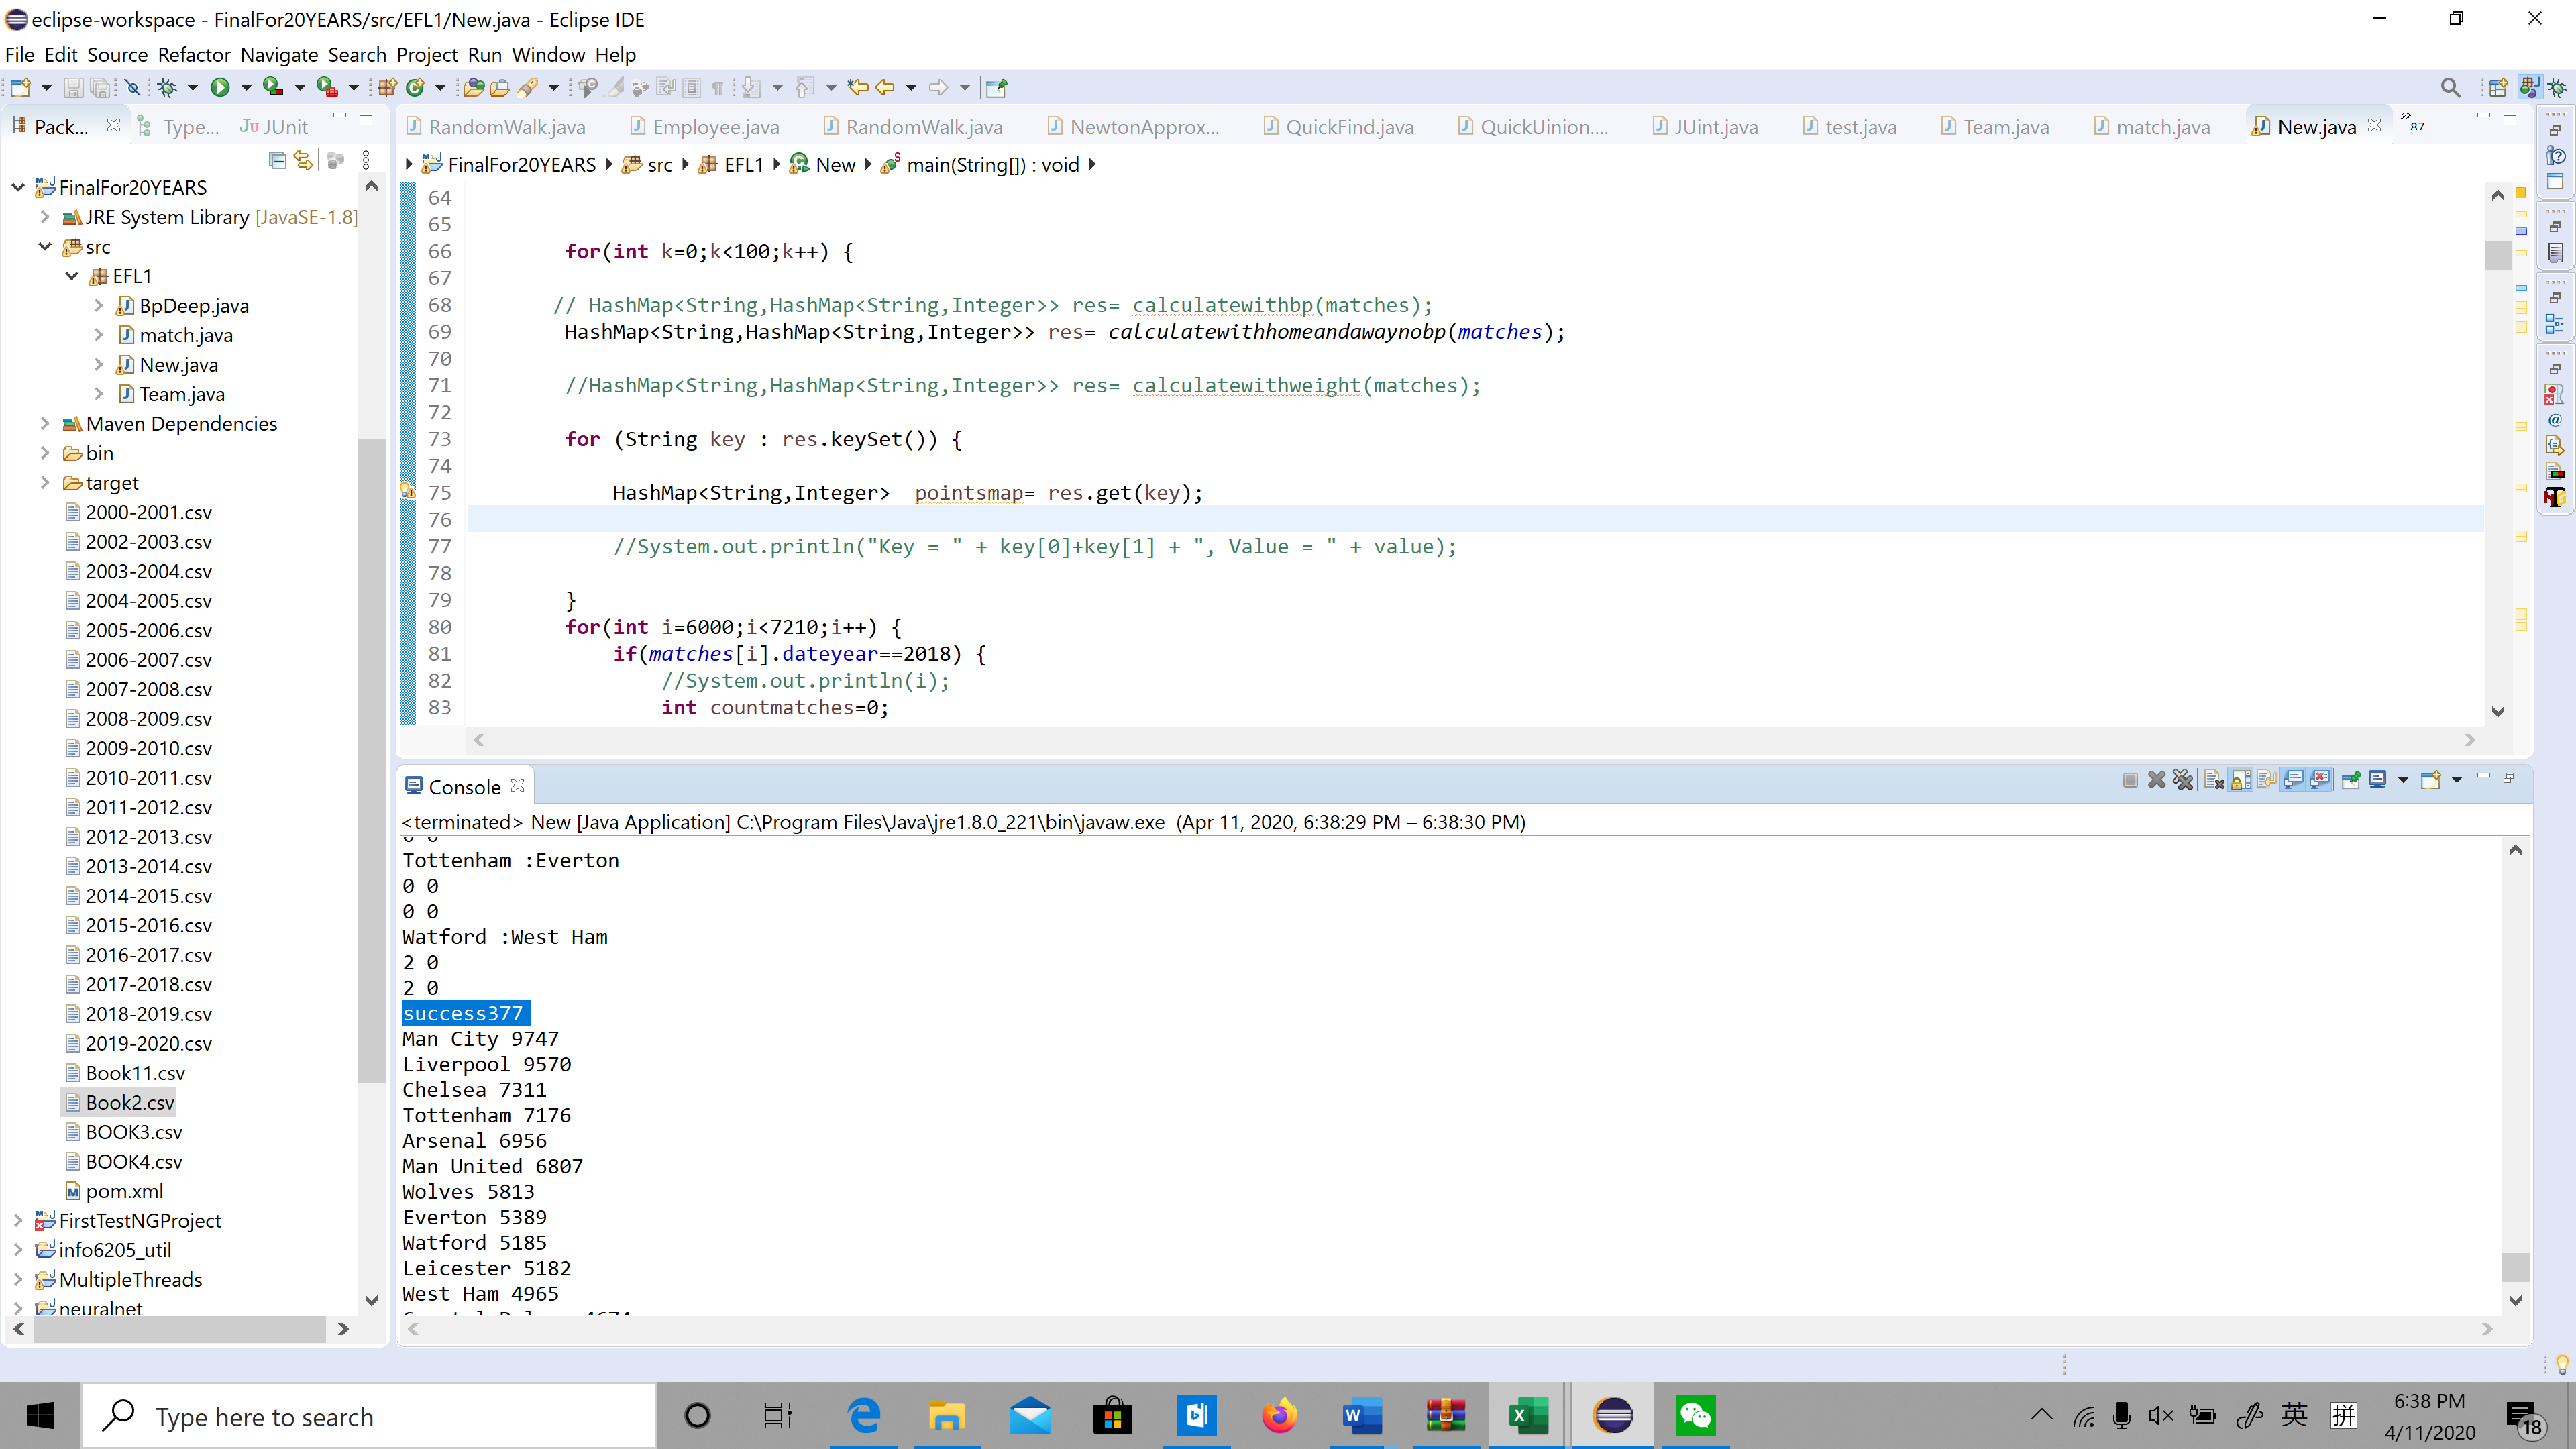 eclipse-workspace - FinalFor20YEARS/src/EFL1/New.java - Eclipse IDE
File Edit Source Refactor Navigate Search Project Run Window Help
Pack... Type... JUnit
RandomWalk.java Employee.java RandomWalk.java NewtonApprox... QuickFind.java QuickUinion.... JUint.java test.java Team.java match.java New.java »87
FinalFor20YEARS src EFL1 New main(String[]) : void
FinalFor20YEARS
JRE System Library [JavaSE-1.8]
src
EFL1
BpDeep.java
match.java
New.java
Team.java
Maven Dependencies
bin
target
2000-2001.csv
2002-2003.csv
2003-2004.csv
2004-2005.csv
2005-2006.csv
2006-2007.csv
2007-2008.csv
2008-2009.csv
2009-2010.csv
2010-2011.csv
2011-2012.csv
2012-2013.csv
2013-2014.csv
2014-2015.csv
2015-2016.csv
2016-2017.csv
2017-2018.csv
2018-2019.csv
2019-2020.csv
Book11.csv
Book2.csv
BOOK3.csv
BOOK4.csv
pom.xml
FirstTestNGProject
info6205_util
MultipleThreads
neuralnet
64
65
66 for(int k=0;k<100;k++) {
67
68 // HashMap<String,HashMap<String,Integer>> res= calculatewithbp(matches);
69 HashMap<String,HashMap<String,Integer>> res= calculatewithhomeandawaynobp(matches);
70
71 //HashMap<String,HashMap<String,Integer>> res= calculatewithweight(matches);
72
73 for (String key : res.keySet()) {
74
75 HashMap<String,Integer>  pointsmap= res.get(key);
76
77 //System.out.println("Key = " + key[0]+key[1] + ", Value = " + value);
78
79 }
80 for(int i=6000;i<7210;i++) {
81 if(matches[i].dateyear==2018) {
82 //System.out.println(i);
83 int countmatches=0;
Console
<terminated> New [Java Application] C:\Program Files\Java\jre1.8.0_221\bin\javaw.exe (Apr 11, 2020, 6:38:29 PM – 6:38:30 PM)
Tottenham :Everton
0 0
0 0
Watford :West Ham
2 0
2 0
success377
Man City 9747
Liverpool 9570
Chelsea 7311
Tottenham 7176
Arsenal 6956
Man United 6807
Wolves 5813
Everton 5389
Watford 5185
Leicester 5182
West Ham 4965
Type here to search
英 拼
6:38 PM
4/11/2020
18